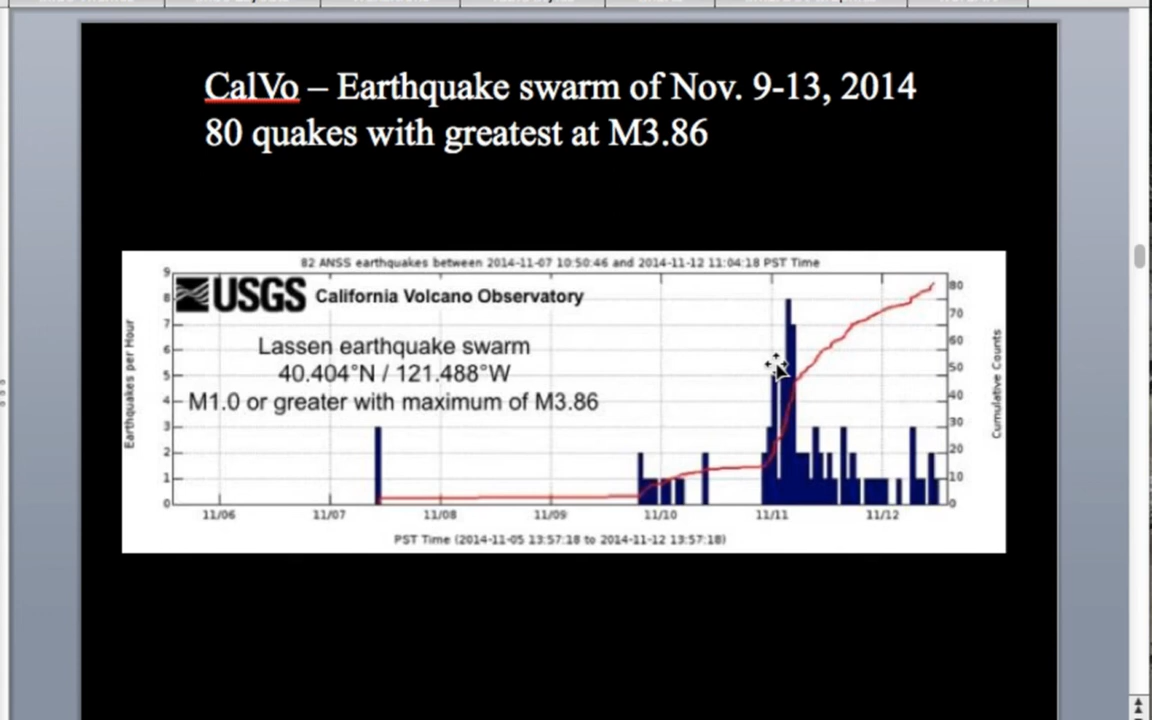 CalVo – Earthquake swarm of Nov. 9-13, 2014
80 quakes with greatest at M3.86
82 ANSS earthquakes between 2014-11-07 10:50:46 and 2014-11-12 11:04:18 PST Time
USGS California Volcano Observatory
Lassen earthquake swarm
40.404°N / 121.488°W
M1.0 or greater with maximum of M3.86
Earthquakes per Hour
9
8
7
6
5
4
3
2
1
0
Cumulative Counts
80
70
60
50
40
30
20
10
0
11/06 11/07 11/08 11/09 11/10 11/11 11/12
PST Time (2014-11-05 13:57:18 to 2014-11-12 13:57:18)